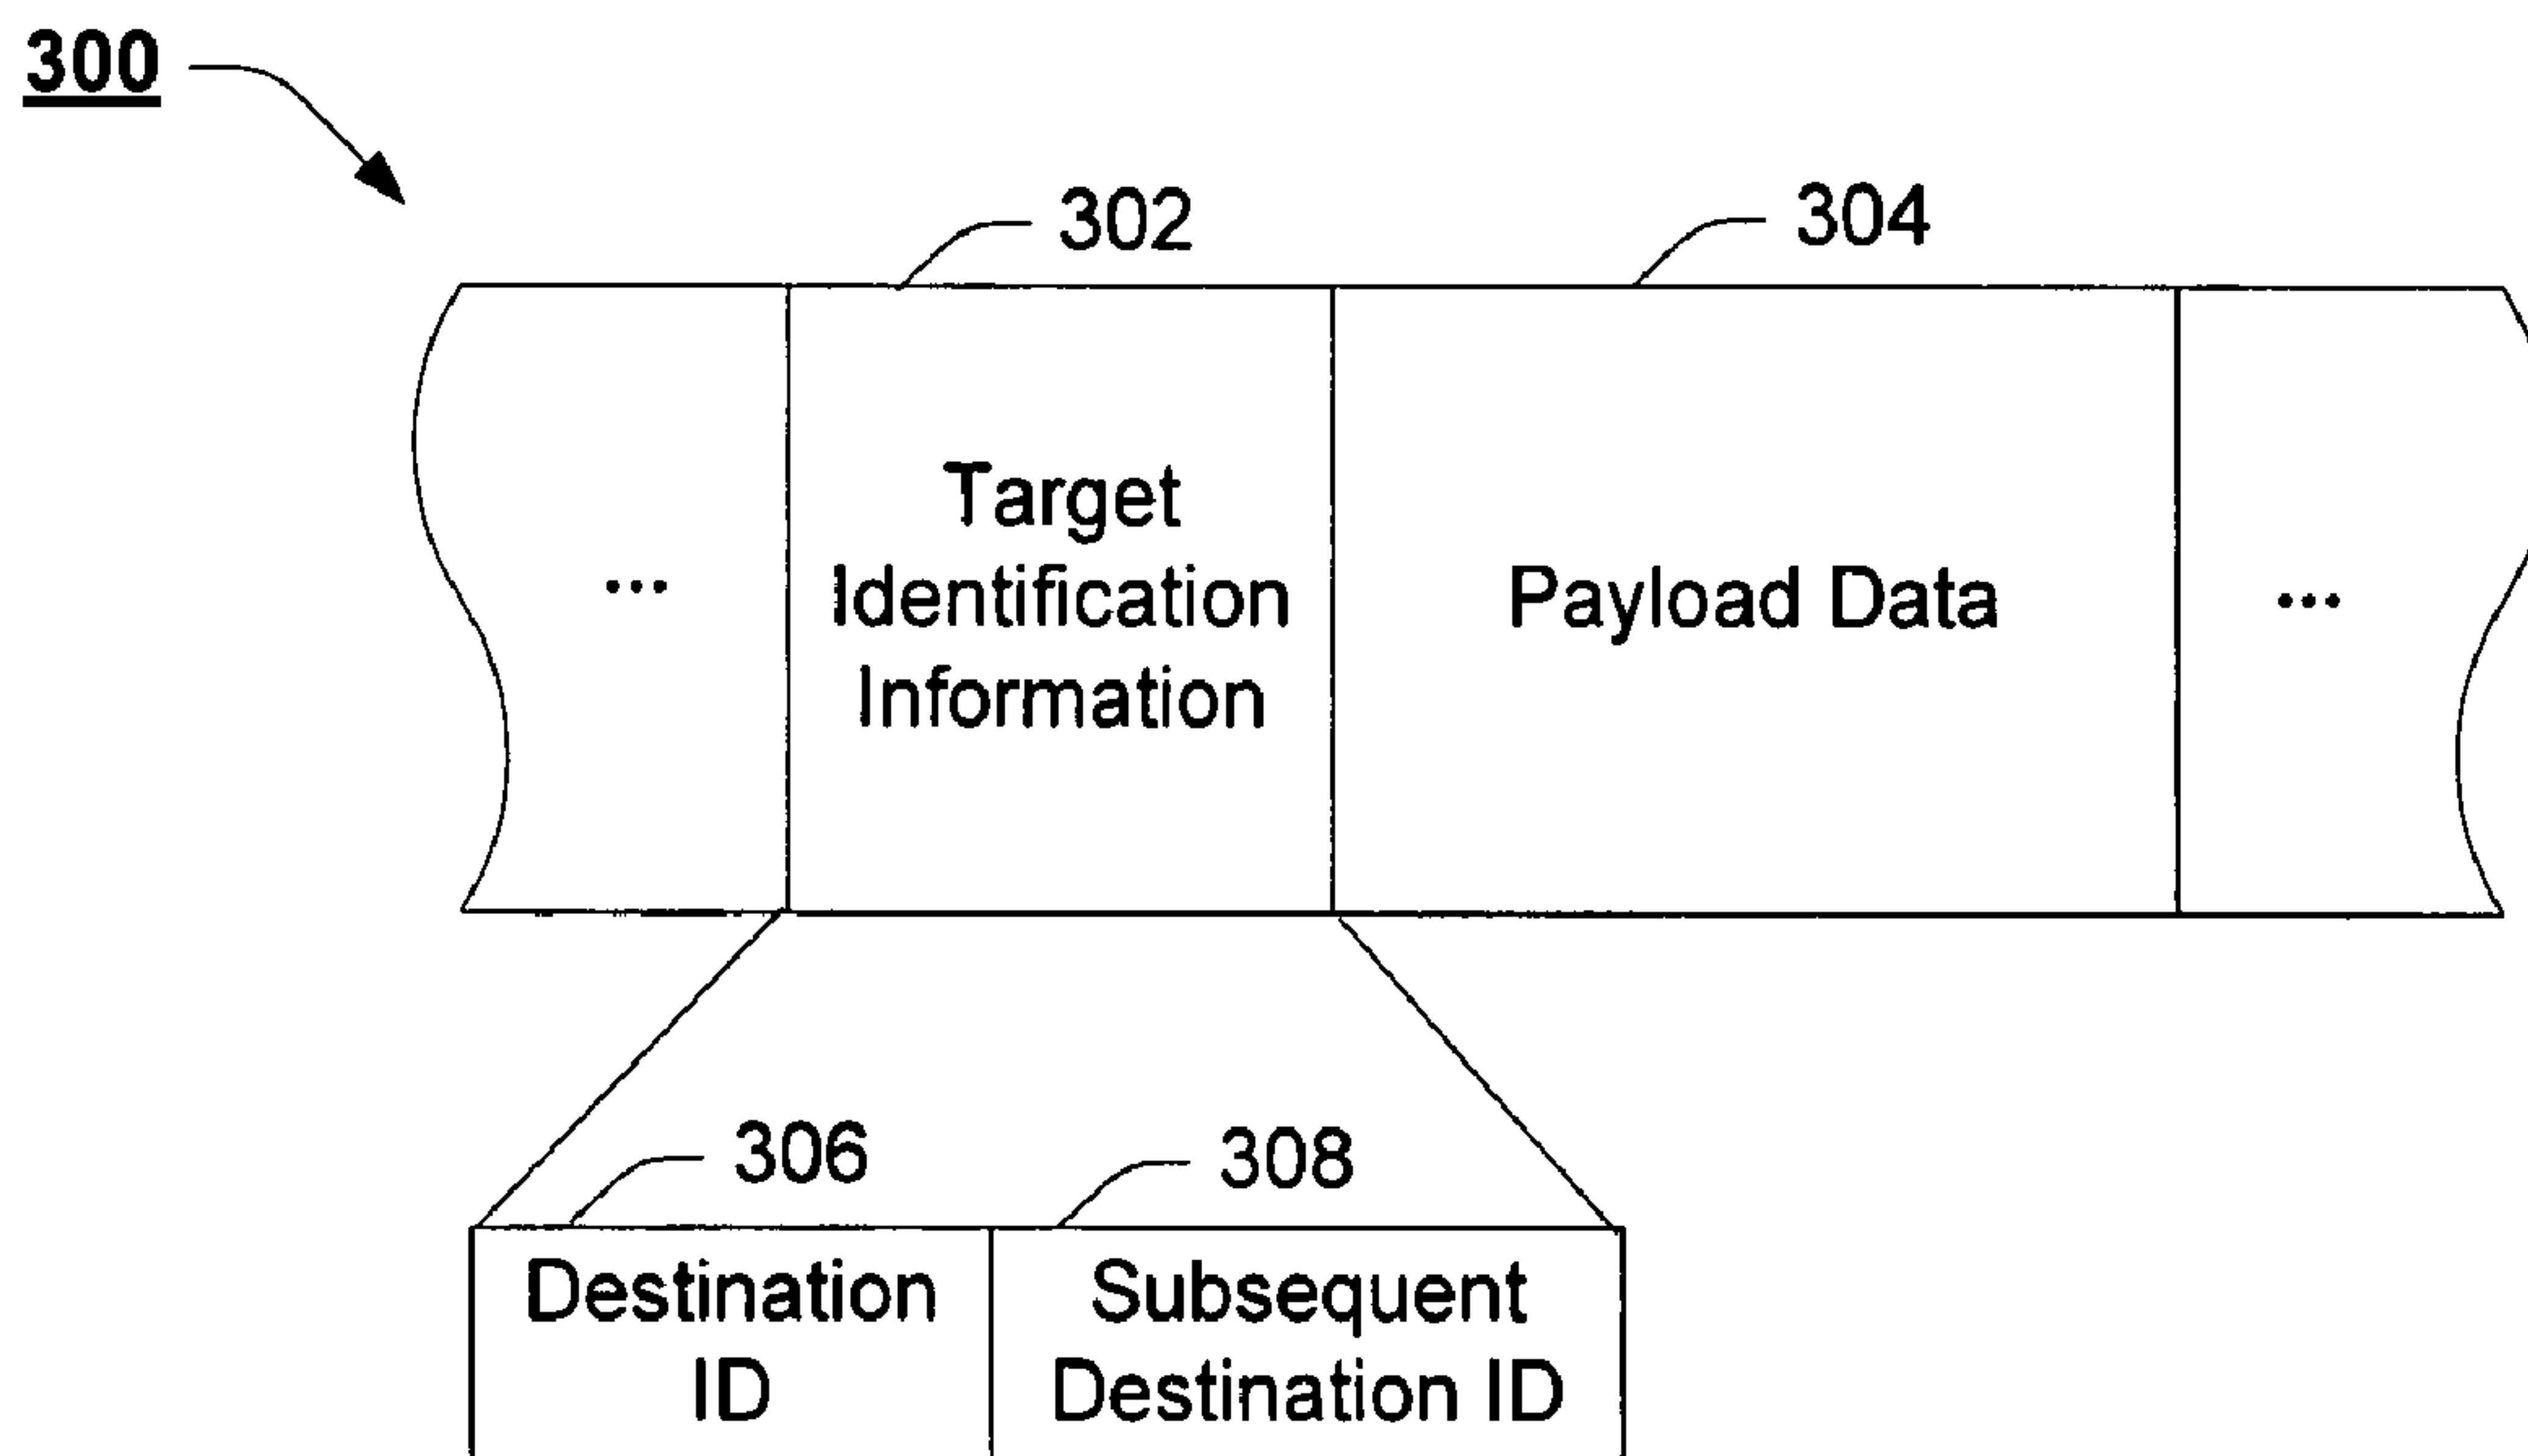 300
302
304
...
Target
Identification
Information
Payload Data
...
306
308
Destination
ID
Subsequent
Destination ID